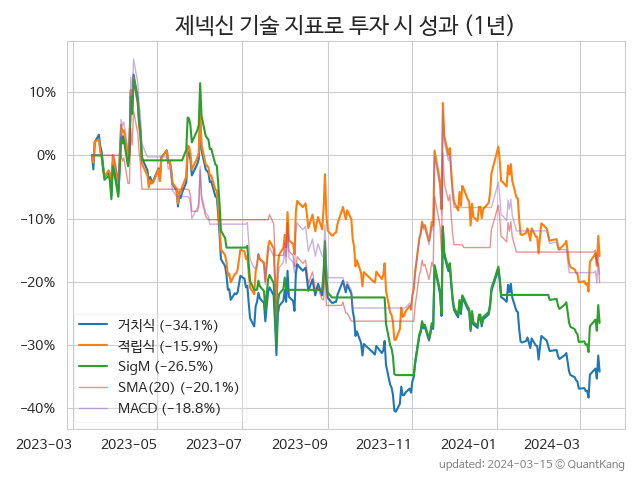 제넥신 기술 지표로 투자 시 성과 (1년)
10%
0%
−10%
−20%
−30%
−40%
거치식 (−34.1%)
적립식 (−15.9%)
SigM (−26.5%)
SMA(20) (−20.1%)
MACD (−18.8%)
2023−03
2023−05
2023−07
2023−09
2023−11
2024−01
2024−03
updated: 2024−03−15 © QuantKang